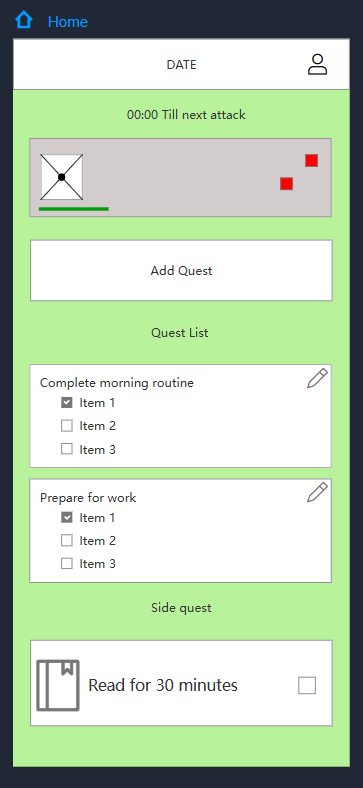 Home
DATE
00:00 Till next attack
Add Quest
Quest List
Complete morning routine
Item 1
Item 2
Item 3
Prepare for work
Item 1
Item 2
Item 3
Side quest
Read for 30 minutes